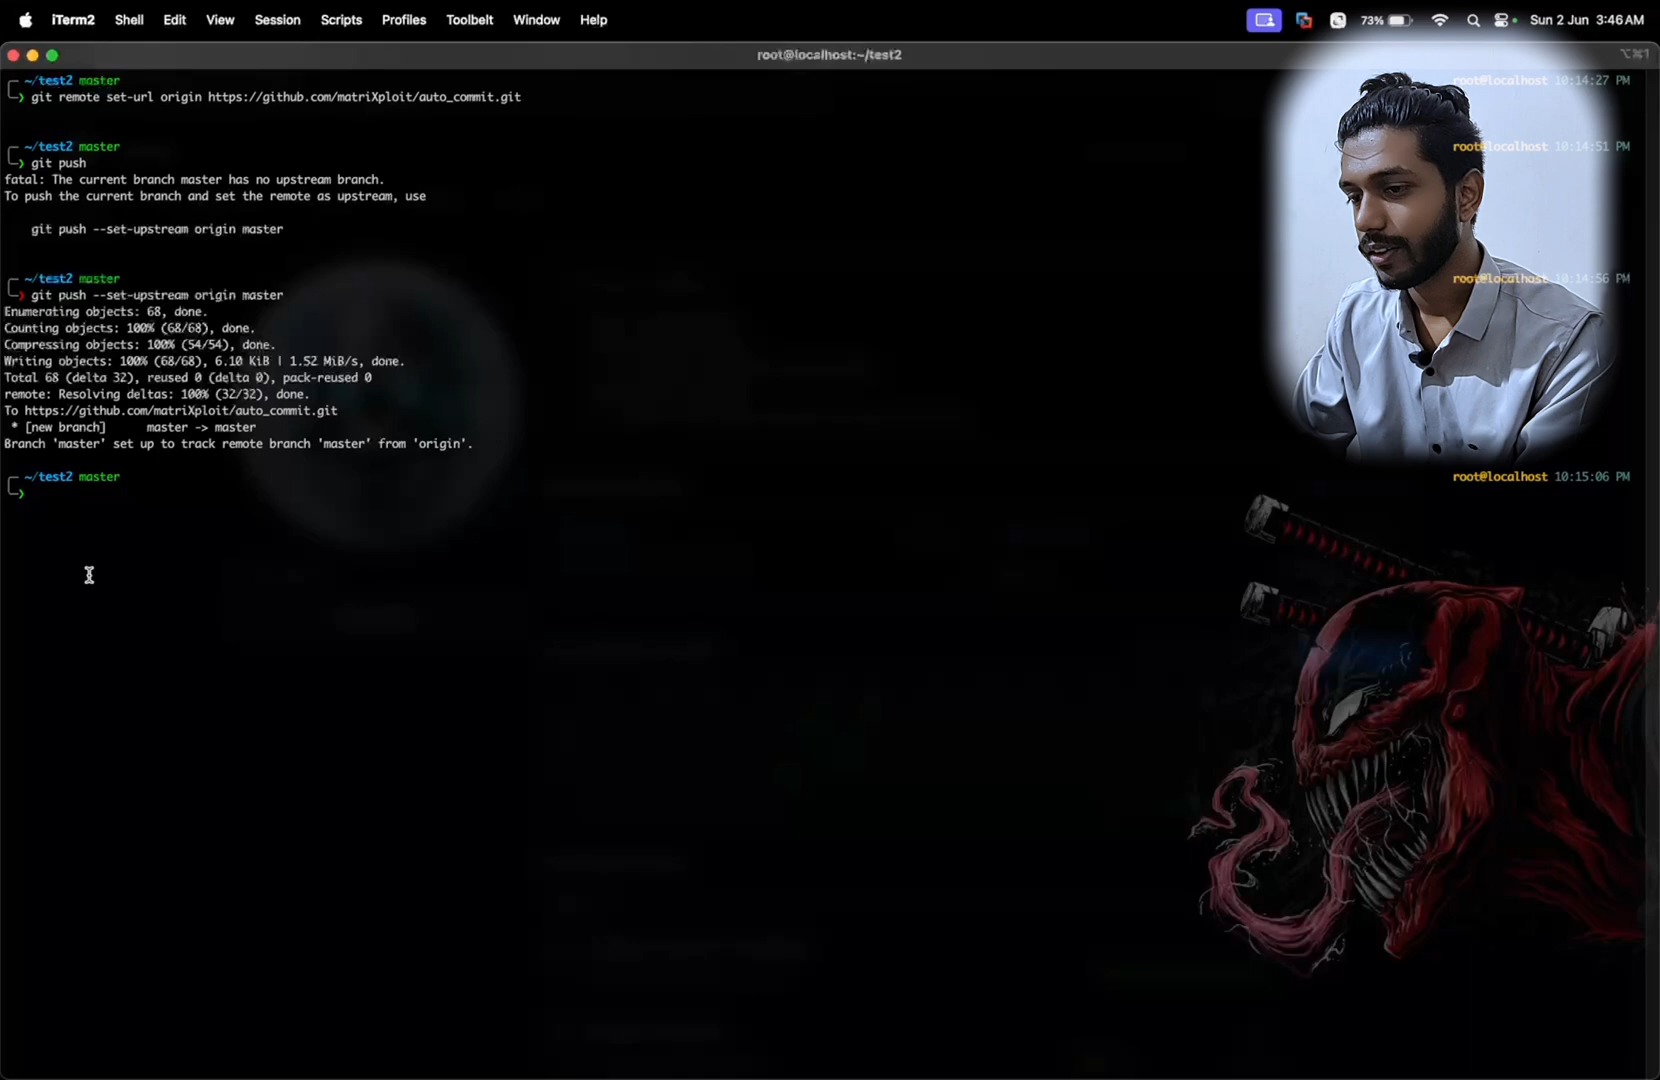 iTerm2 Shell Edit View Session Scripts Profiles Toolbelt Window Help 73% Sun 2 Jun 3:46 AM
root@localhost:~/test2 ⌥⌘1
~/test2 master root@localhost 10:14:27 PM
❯ git remote set-url origin https://github.com/matriXploit/auto_commit.git
~/test2 master root@localhost 10:14:51 PM
❯ git push
fatal: The current branch master has no upstream branch.
To push the current branch and set the remote as upstream, use
git push --set-upstream origin master
~/test2 master root@localhost 10:14:56 PM
❯ git push --set-upstream origin master
Enumerating objects: 68, done.
Counting objects: 100% (68/68), done.
Compressing objects: 100% (54/54), done.
Writing objects: 100% (68/68), 6.10 KiB | 1.52 MiB/s, done.
Total 68 (delta 32), reused 0 (delta 0), pack-reused 0
remote: Resolving deltas: 100% (32/32), done.
To https://github.com/matriXploit/auto_commit.git
* [new branch] master -> master
Branch 'master' set up to track remote branch 'master' from 'origin'.
~/test2 master root@localhost 10:15:06 PM
❯